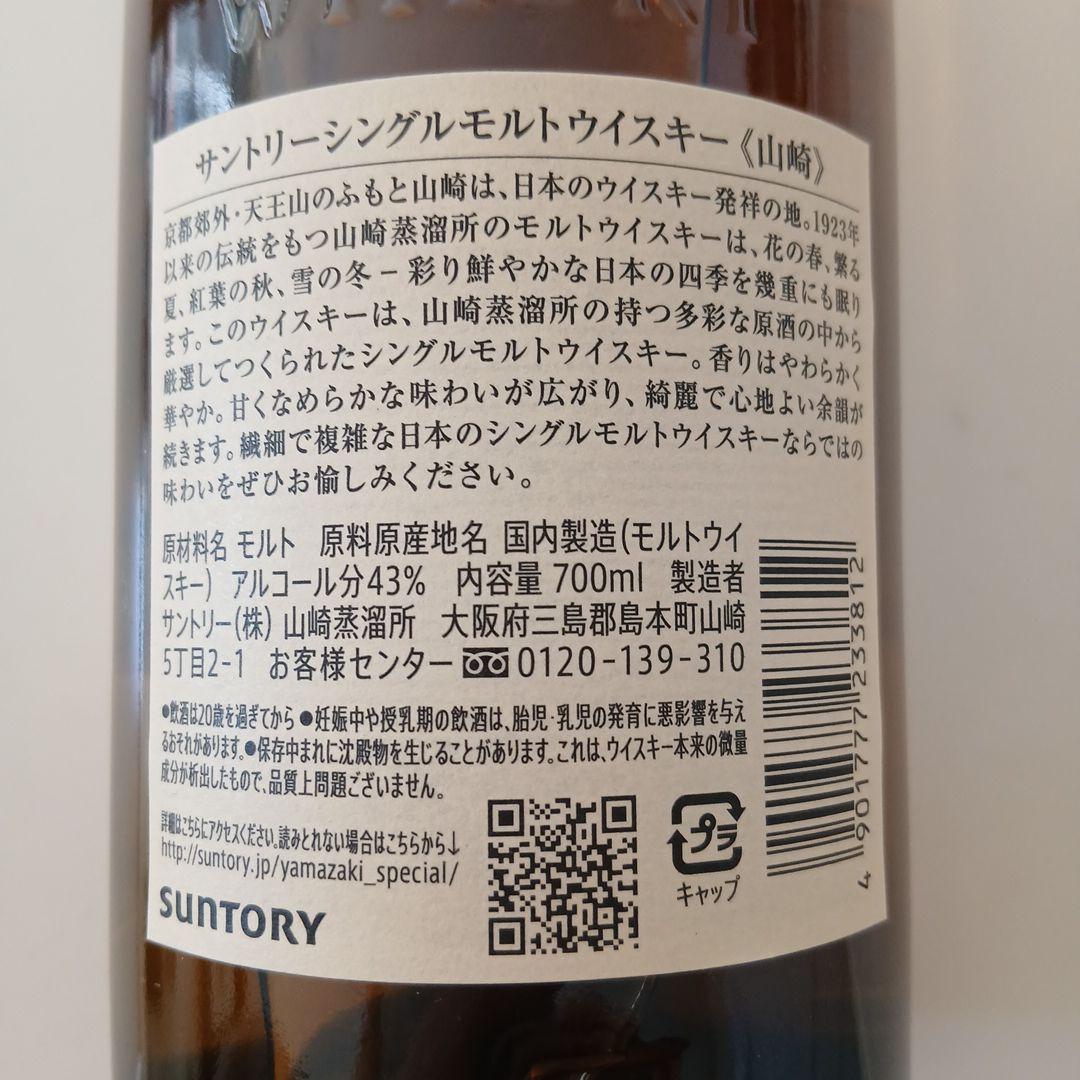 サントリーシングルモルトウイスキー《山崎》
京都郊外・天王山のふもと山崎は、日本のウイスキー発祥の地。1923年
以来の伝統をもつ山崎蒸溜所のモルトウイスキーは、花の春、繁る
夏、紅葉の秋、雪の冬－彩り鮮やかな日本の四季を幾重にも眠り
ます。このウイスキーは、山崎蒸溜所の持つ多彩な原酒の中から
厳選してつくられたシングルモルトウイスキー。香りはやわらかく
華やか。甘くなめらかな味わいが広がり、綺麗で心地よい余韻が
続きます。繊細で複雑な日本のシングルモルトウイスキーならではの
味わいをぜひお愉しみください。
原材料名 モルト 原料原産地名 国内製造(モルトウイ
スキー) アルコール分43% 内容量 700ml 製造者
サントリー(株) 山崎蒸溜所 大阪府三島郡島本町山崎
5丁目2-1 お客様センター 0120-139-310
●飲酒は20歳を過ぎてから ●妊娠中や授乳期の飲酒は、胎児・乳児の発育に悪影響を与え
るおそれがあります。●保存中まれに沈殿物を生じることがあります。これは、ウイスキー本来の微量
成分が析出したもので、品質上問題ございません。
詳細はこちらにアクセスください。読みとれない場合はこちらから↓
http://suntory.jp/yamazaki_special/
SUNTORY
プラ
キャップ
4 901777 233812